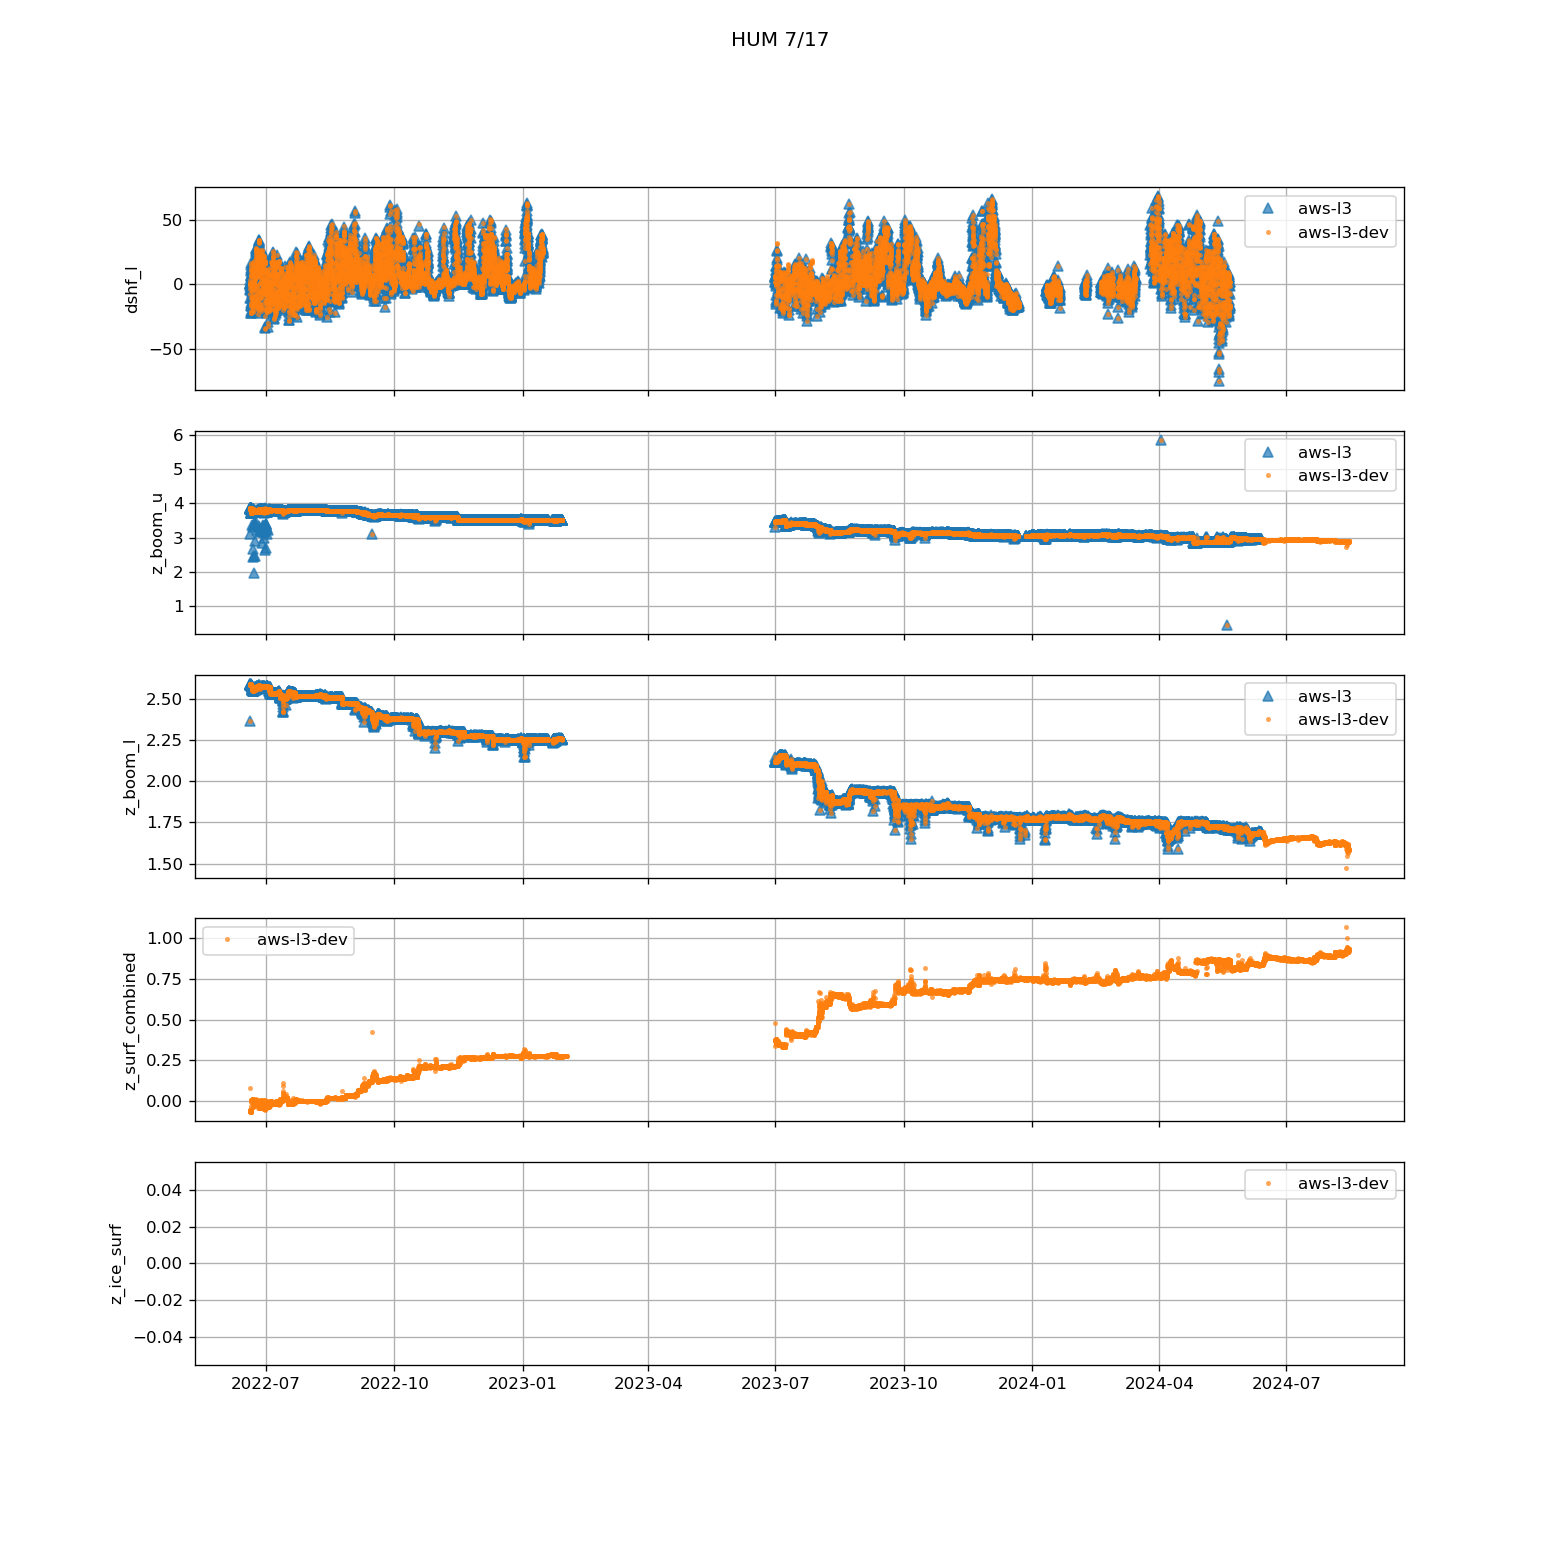 HUM 7/17
dshf_l
50
0
−50
aws-l3
aws-l3-dev
z_boom_u
6
5
4
3
2
1
aws-l3
aws-l3-dev
z_boom_l
2.50
2.25
2.00
1.75
1.50
aws-l3
aws-l3-dev
z_surf_combined
1.00
0.75
0.50
0.25
0.00
aws-l3-dev
z_ice_surf
0.04
0.02
0.00
−0.02
−0.04
aws-l3-dev
2022-07 2022-10 2023-01 2023-04 2023-07 2023-10 2024-01 2024-04 2024-07